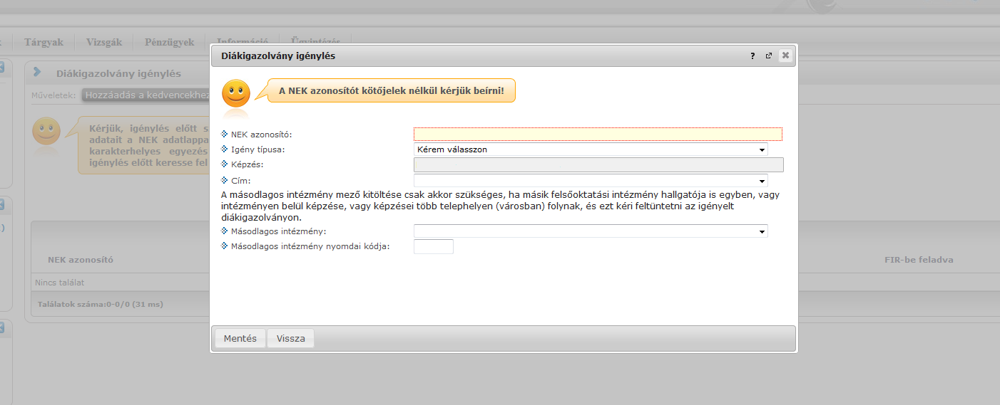 Tárgyak Vizsgák Pénzügyek Információ Ügyintézés
Diákigazolvány igénylés
Műveletek: Hozzáadás a kedvencekhez
Kérjük, igénylés előtt
adatait a NEK adatlappa
karakterhelyes egyezés
igénylés előtt keresse fel
NEK azonosító
FIR-be feladva
Nincs találat
Találatok száma:0-0/0 (31 ms)
Diákigazolvány igénylés
?
A NEK azonosítót kötőjelek nélkül kérjük beírni!
NEK azonosító:
Igény típusa: Kérem válasszon
Képzés:
Cím:
A másodlagos intézmény mező kitöltése csak akkor szükséges, ha másik felsőoktatási intézmény hallgatója is egyben, vagy
intézményen belül képzése, vagy képzései több telephelyen (városban) folynak, és ezt kéri feltüntetni az igényelt
diákigazolványon.
Másodlagos intézmény:
Másodlagos intézmény nyomdai kódja:
Mentés Vissza